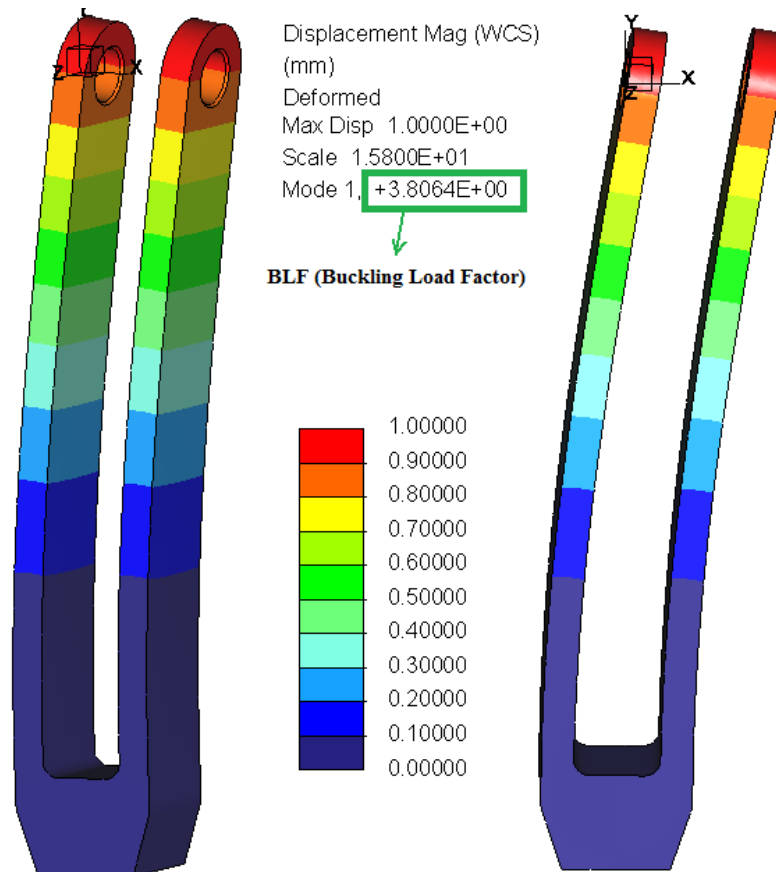 Displacement Mag (WCS)
(mm)
Deformed
Max Disp 1.0000E+00
Scale 1.5800E+01
Mode 1, +3.8064E+00
BLF (Buckling Load Factor)
Z
X
Y
X
Z
1.00000
0.90000
0.80000
0.70000
0.60000
0.50000
0.40000
0.30000
0.20000
0.10000
0.00000